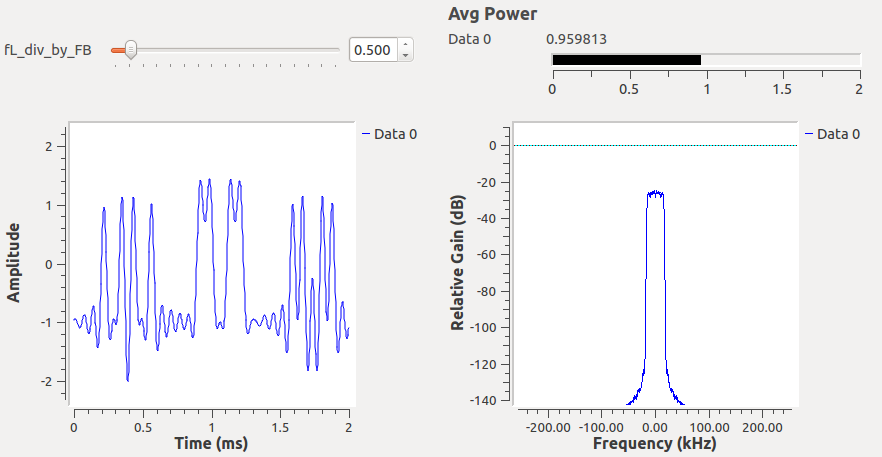 fL_div_by_FB
0.500
Avg Power
Data 0 0.959813
0 0.5 1 1.5 2
Data 0
Amplitude
2
1
0
-1
-2
0 0.5 1 1.5 2
Time (ms)
Data 0
Relative Gain (dB)
0
-20
-40
-60
-80
-100
-120
-140
-200.00 -100.00 0.00 100.00 200.00
Frequency (kHz)